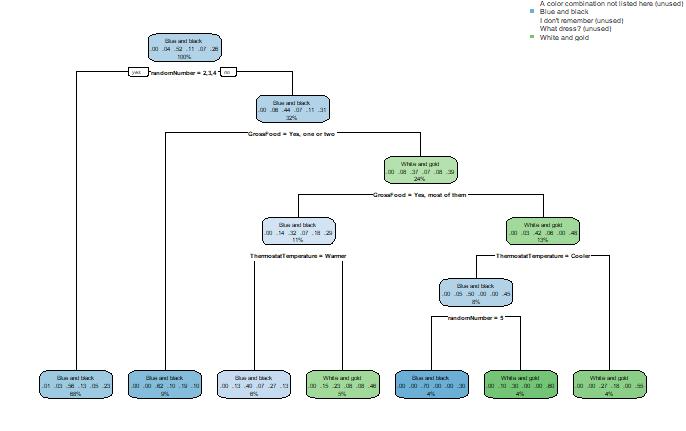 A color combination not listed here (unused)
Blue and black
I don't remember (unused)
What dress? (unused)
White and gold
Blue and black
.00 .04 .52 .11 .07 .26
100%
yes
randomNumber = 2,3,4
no
Blue and black
.00 .06 .44 .07 .11 .31
32%
GrossFood = Yes, one or two
White and gold
.00 .08 .37 .07 .08 .39
24%
GrossFood = Yes, most of them
Blue and black
.00 .14 .32 .07 .18 .29
11%
White and gold
.00 .03 .42 .06 .00 .48
13%
ThermostatTemperature = Warmer
ThermostatTemperature = Cooler
Blue and black
.00 .05 .50 .00 .00 .45
8%
randomNumber = 5
Blue and black
.01 .03 .56 .13 .05 .23
68%
Blue and black
.00 .00 .62 .10 .19 .10
9%
Blue and black
.00 .13 .40 .07 .27 .13
6%
White and gold
.00 .15 .23 .08 .08 .46
5%
Blue and black
.00 .00 .70 .00 .00 .30
4%
White and gold
.00 .10 .30 .00 .00 .60
4%
White and gold
.00 .00 .27 .18 .00 .55
4%